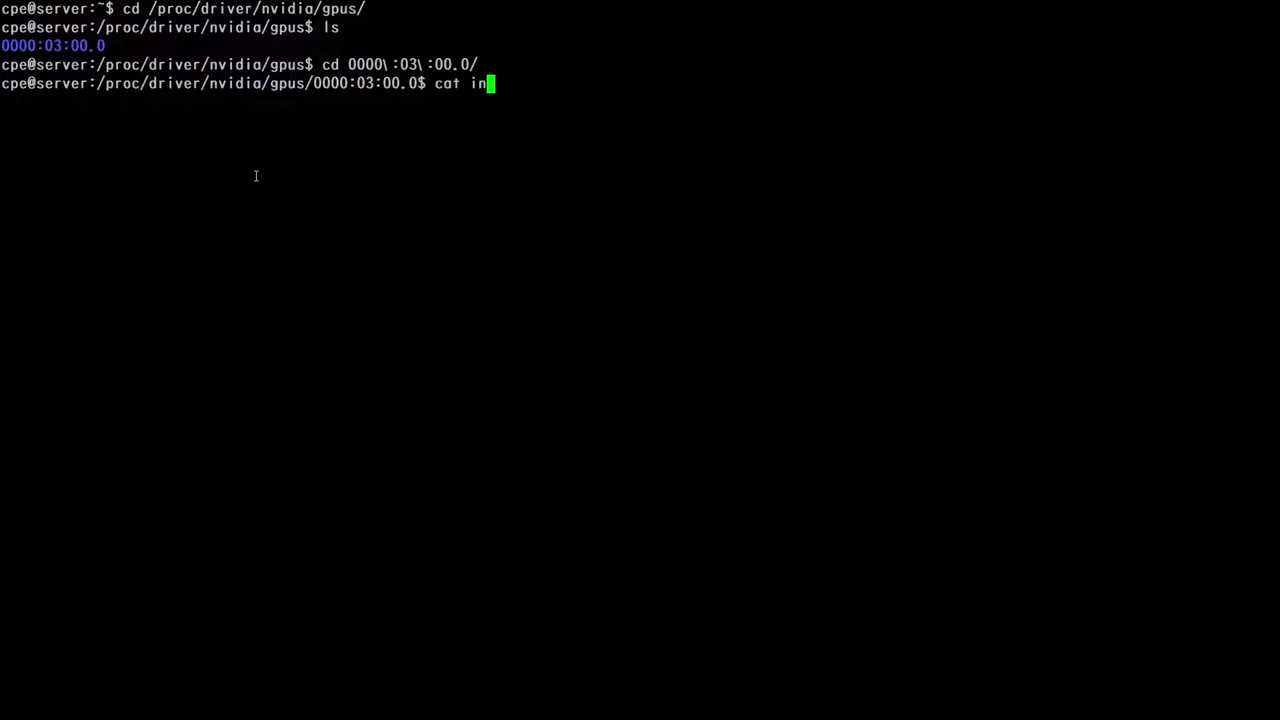 cpe@server:~$ cd /proc/driver/nvidia/gpus/
cpe@server:/proc/driver/nvidia/gpus$ ls
0000:03:00.0
cpe@server:/proc/driver/nvidia/gpus$ cd 0000\:03\:00.0/
cpe@server:/proc/driver/nvidia/gpus/0000:03:00.0$ cat in